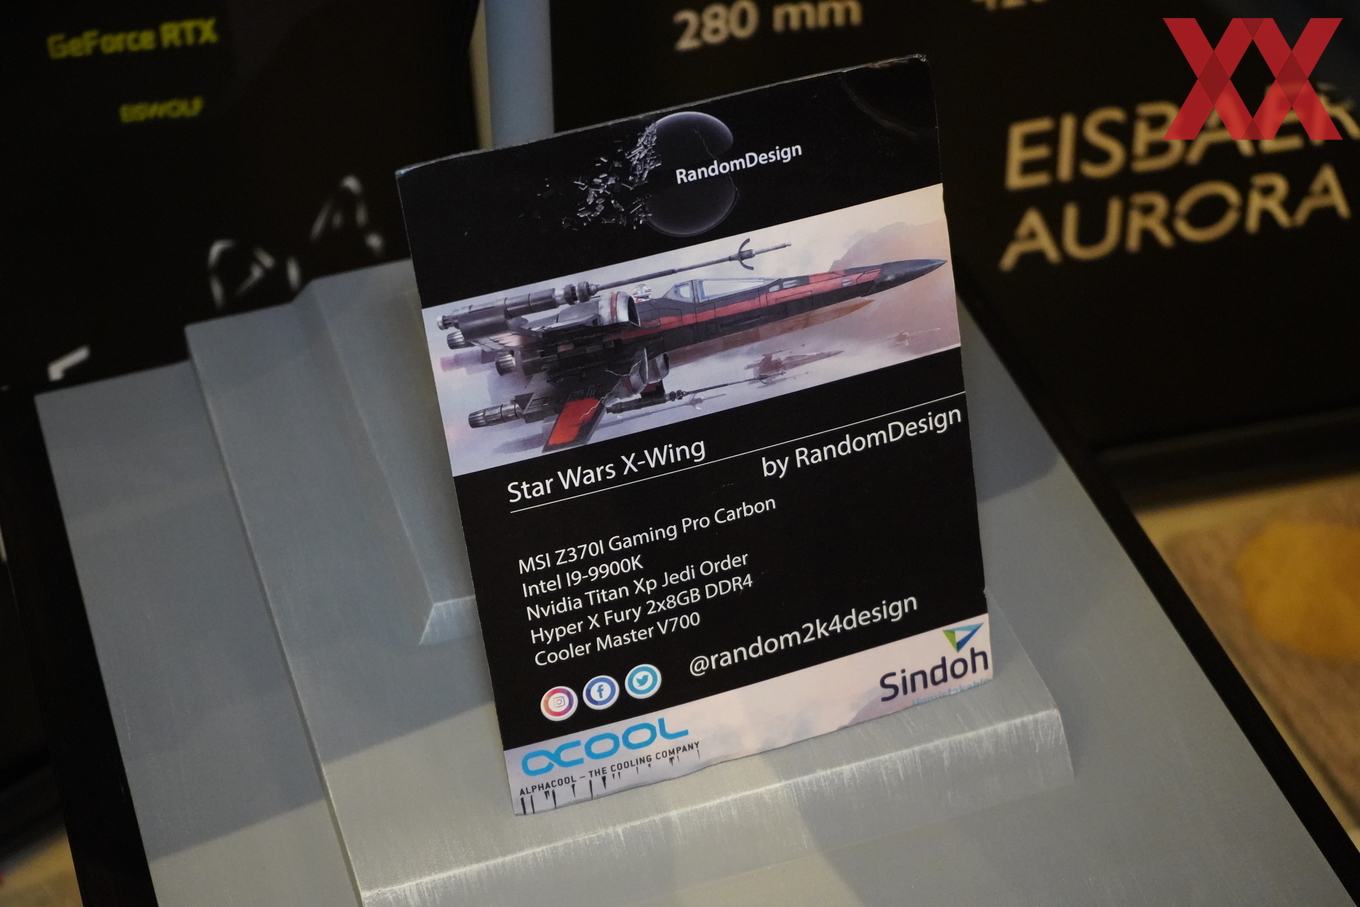 GeForce RTX
EISWOLF
280 mm
EISBAER
AURORA
RandomDesign
Star Wars X-Wing
by RandomDesign
MSI Z370I Gaming Pro Carbon
Intel I9-9900K
Nvidia Titan Xp Jedi Order
Hyper X Fury 2x8GB DDR4
Cooler Master V700
@random2k4design
Sindoh
acool
ALPHACOOL – THE COOLING COMPANY